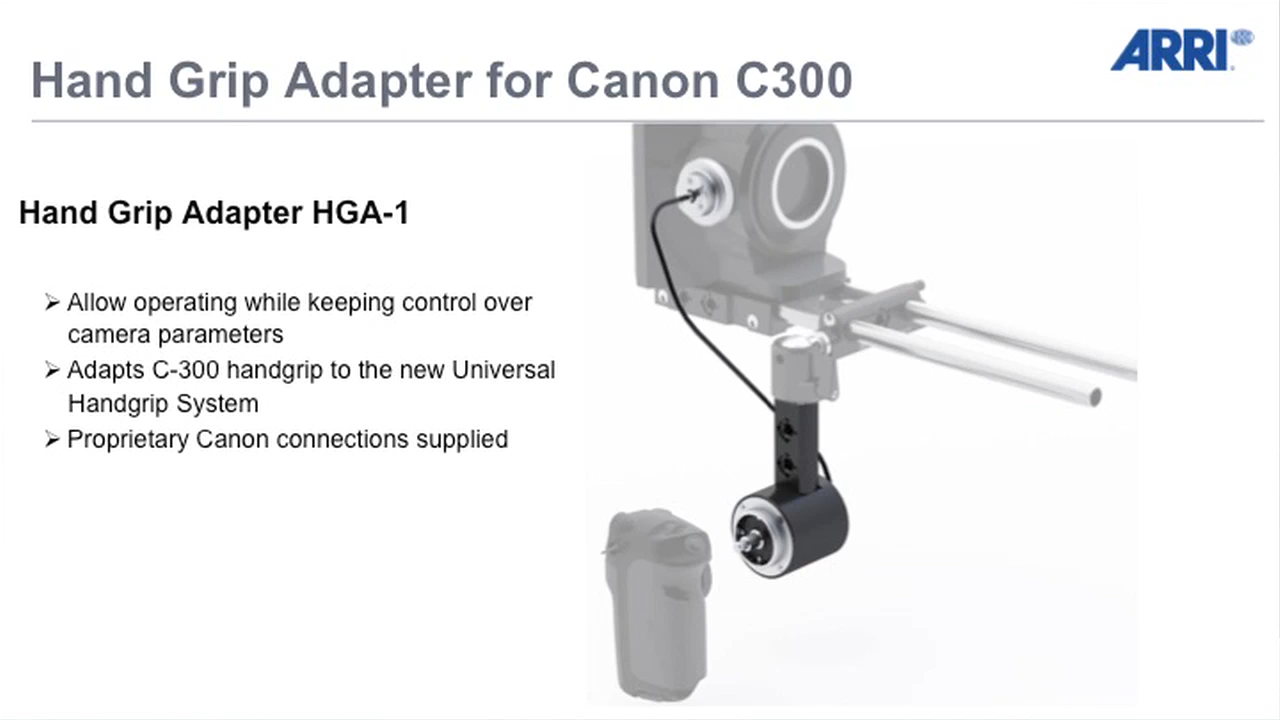 ARRI
Hand Grip Adapter for Canon C300
Hand Grip Adapter HGA-1
➢ Allow operating while keeping control over
camera parameters
➢ Adapts C-300 handgrip to the new Universal
Handgrip System
➢ Proprietary Canon connections supplied